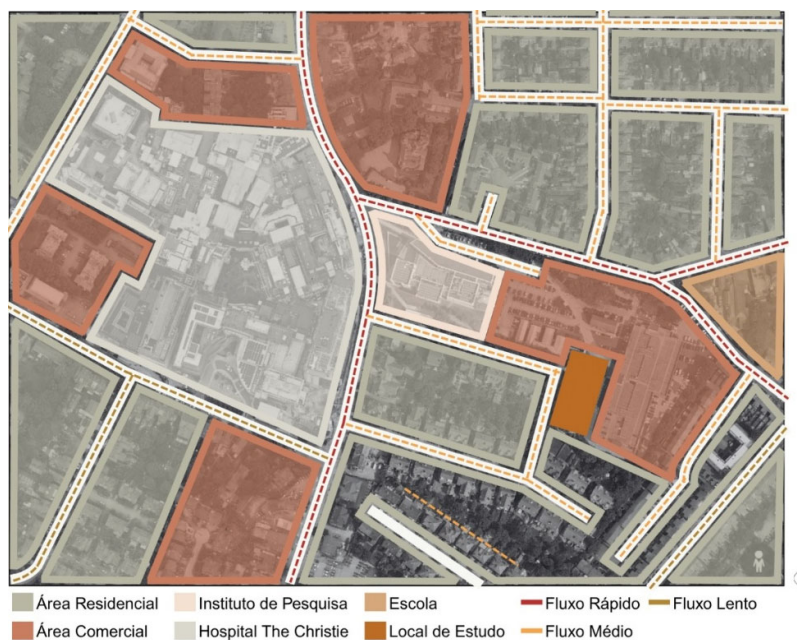 Área Residencial Instituto de Pesquisa Escola Fluxo Rápido Fluxo Lento
Área Comercial Hospital The Christie Local de Estudo Fluxo Médio